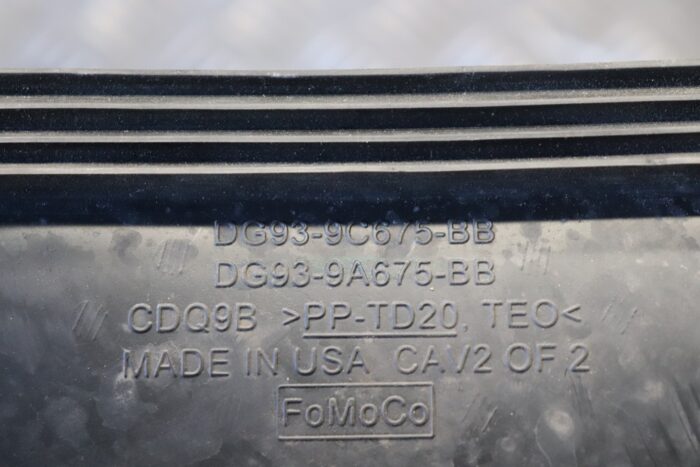 DG93-9C675-BB
DG93-9A675-BB
CDQ9B >PP-TD20, TEO<
MADE IN USA CAV2 OF 2
FoMoCo